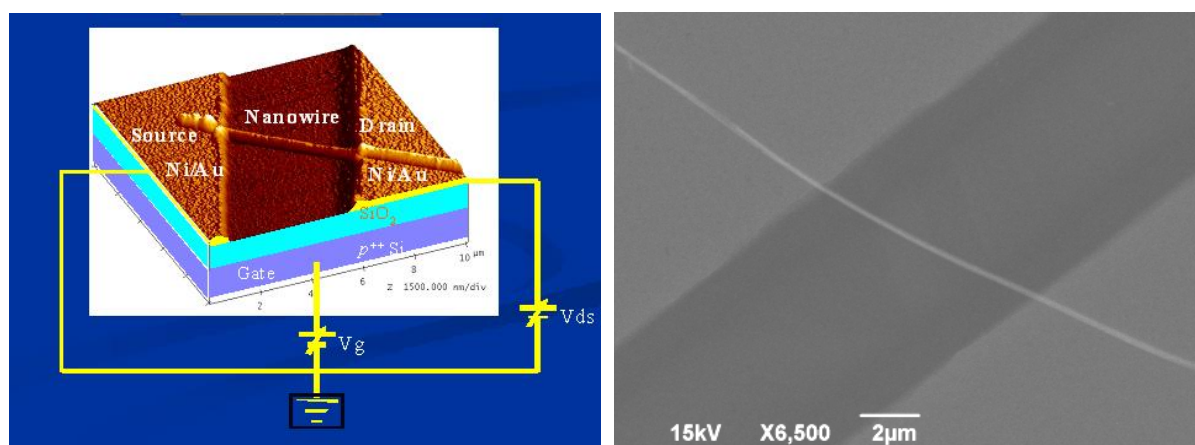 Nanowire
Source
Drain
Ni/Au
Ni/Au
SiO2
p++ Si
Gate
10 μm
8
6
4
2
Z 1500.000 nm/div
Vds
Vg
15kV X6,500 2μm